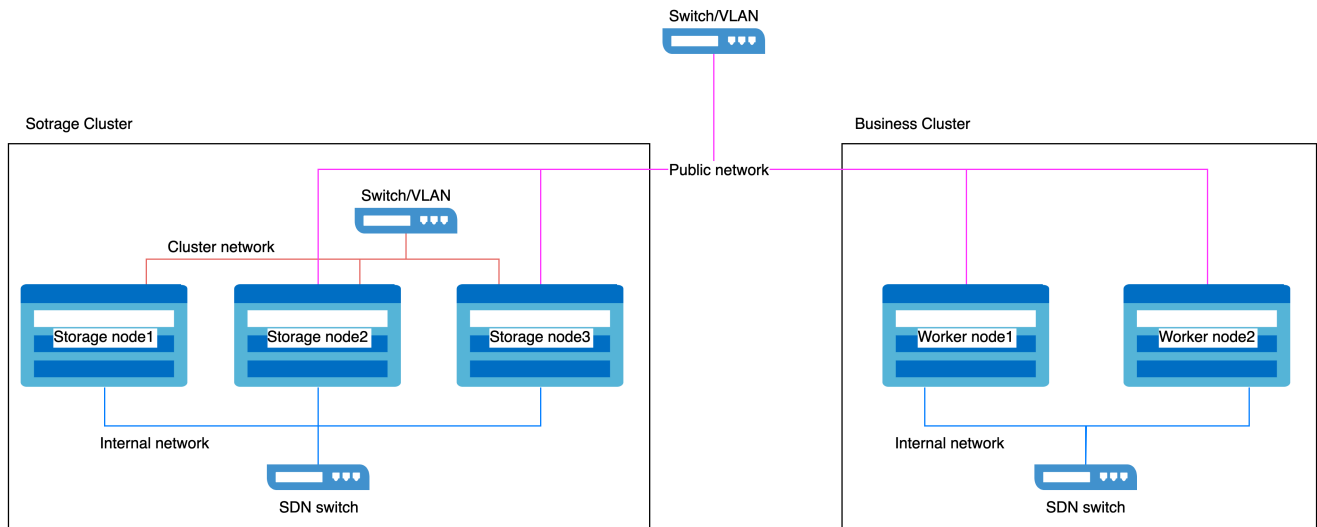 Switch/VLAN
Sotrage Cluster
Business Cluster
Public network
Switch/VLAN
Cluster network
Storage node1
Storage node2
Storage node3
Worker node1
Worker node2
Internal network
Internal network
SDN switch
SDN switch